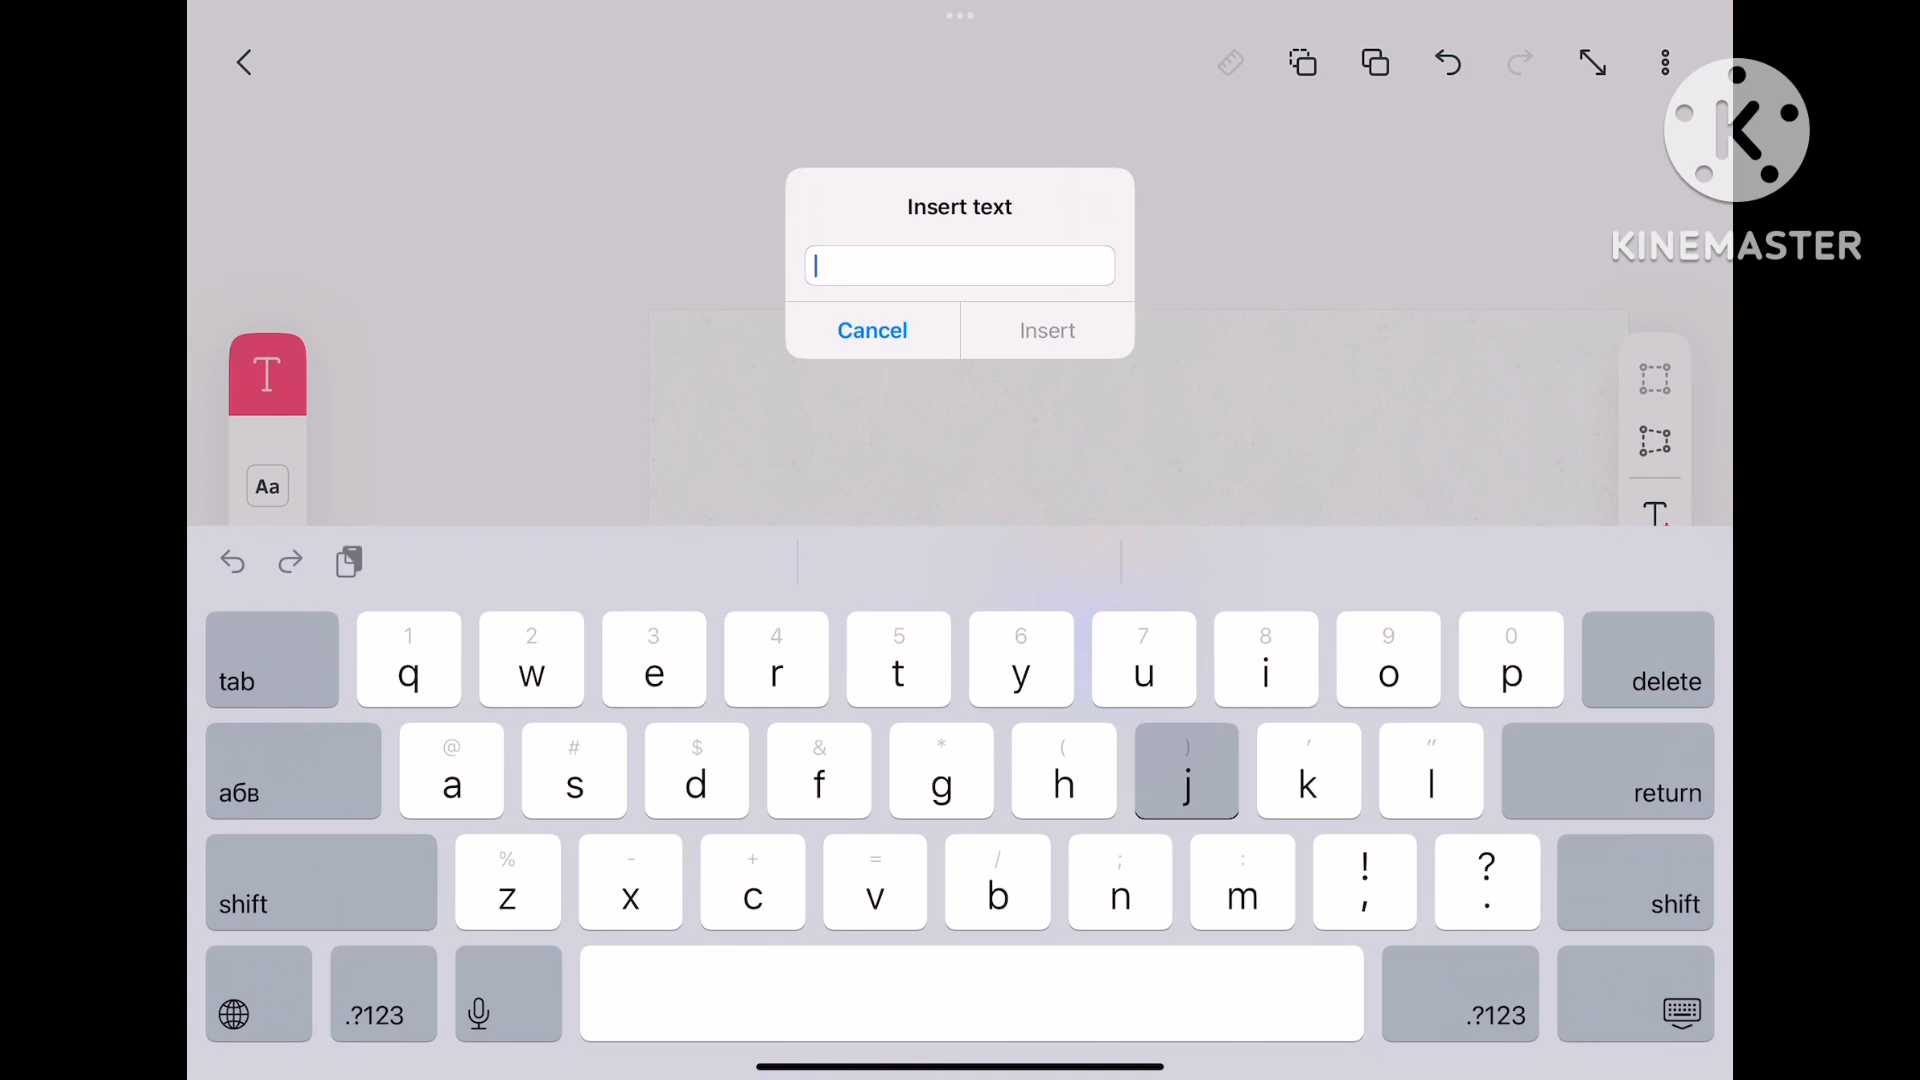 Insert text
Cancel Insert
KINEMASTER
T
Aa
T
1 2 3 4 5 6 7 8 9 0
tab q w e r t y u i o p delete
@ # $ & * ( ) ' "
абв a s d f g h j k l return
% - + = / ; : ! ?
shift z x c v b n m , . shift
.?123 .?123